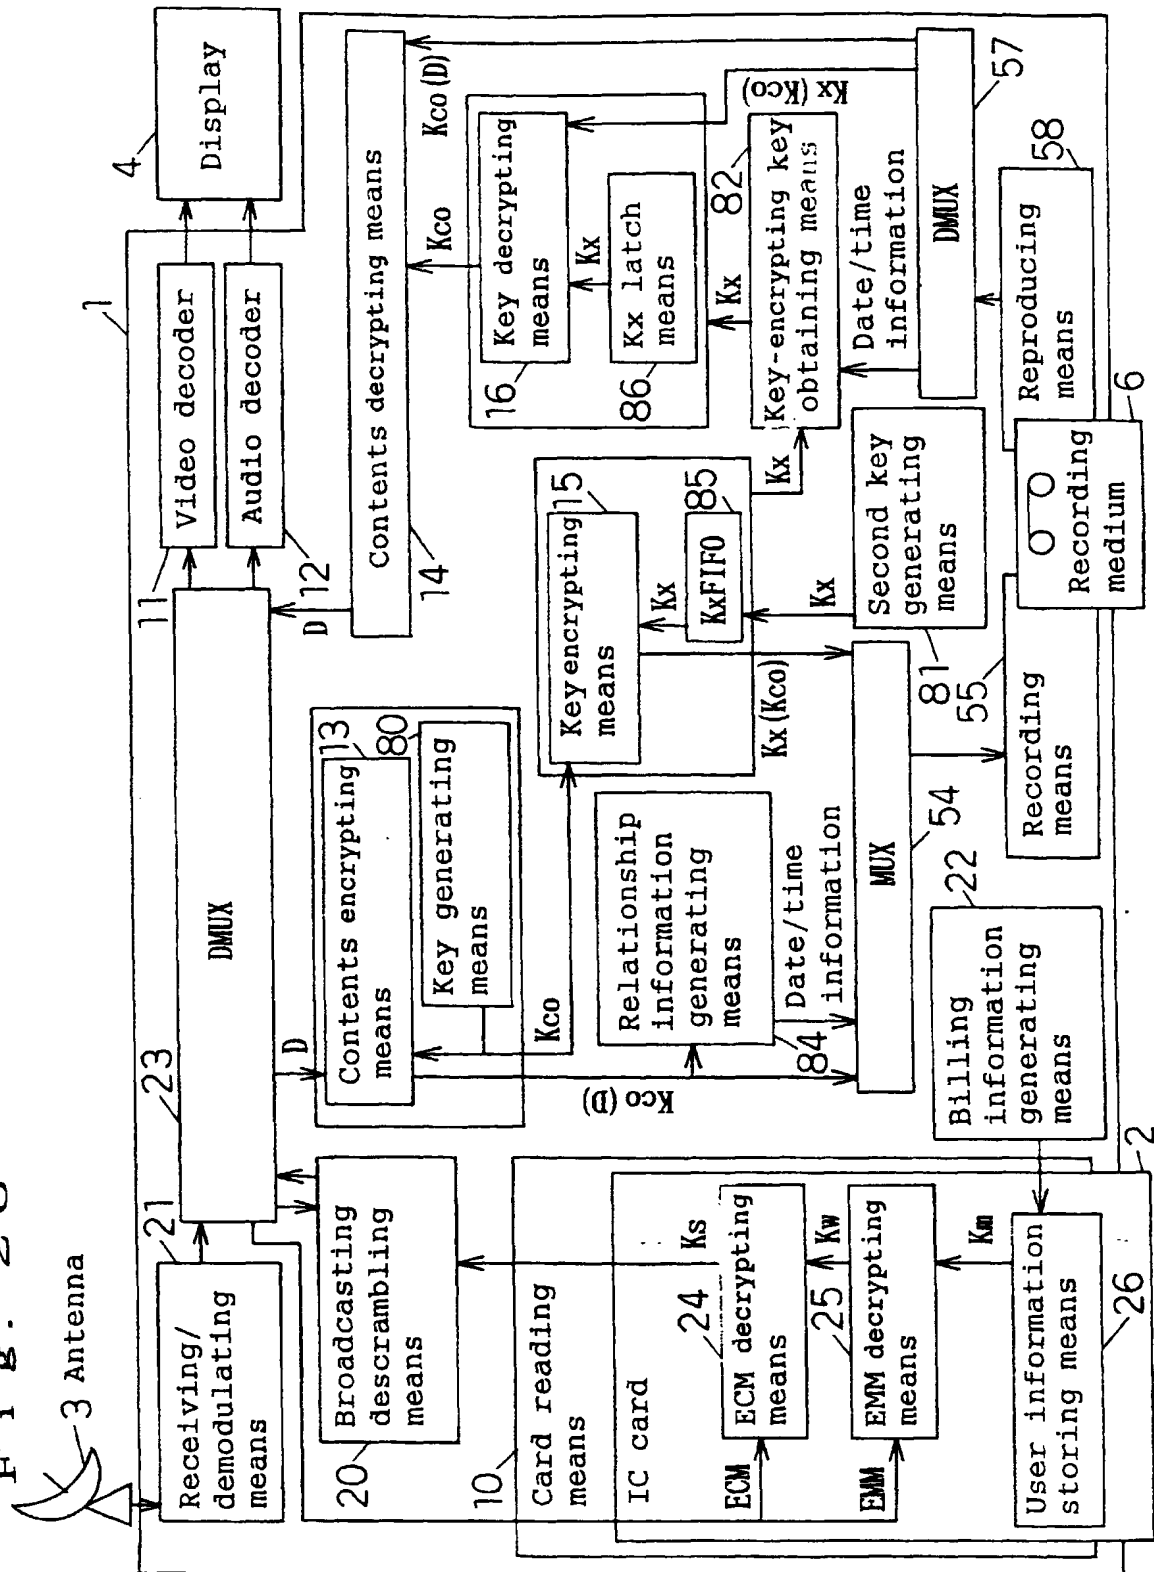 Fig. 20
3 Antenna
Receiving/
demodulating
means
21
23
DMUX
11
Video decoder
12
Audio decoder
4
Display
1
20
Broadcasting
descrambling
means
D
13
Contents encrypting
means
80
Key generating
means
Kco
Kco(D)
D
14
Contents decrypting means
Kco
Kco(D)
16
Key decrypting
means
Kx
86
Kx latch
means
Kx
Kx(Kco)
10
Card reading
means
IC card
2
Ks
24
ECM decrypting
means
ECM
Kw
25
EMM decrypting
means
EMM
Km
User information
storing means
26
22
Billing
information
generating
means
Relationship
information
generating
means
84
Date/time
information
15
Key encrypting
means
Kx
85
KxFIFO
Kx
Kx
Kx(Kco)
MUX
54
81
Second key
generating
means
82
Key-encrypting key
obtaining means
Date/time
information
DMUX
57
55
Recording
means
6
Recording
medium
58
Reproducing
means